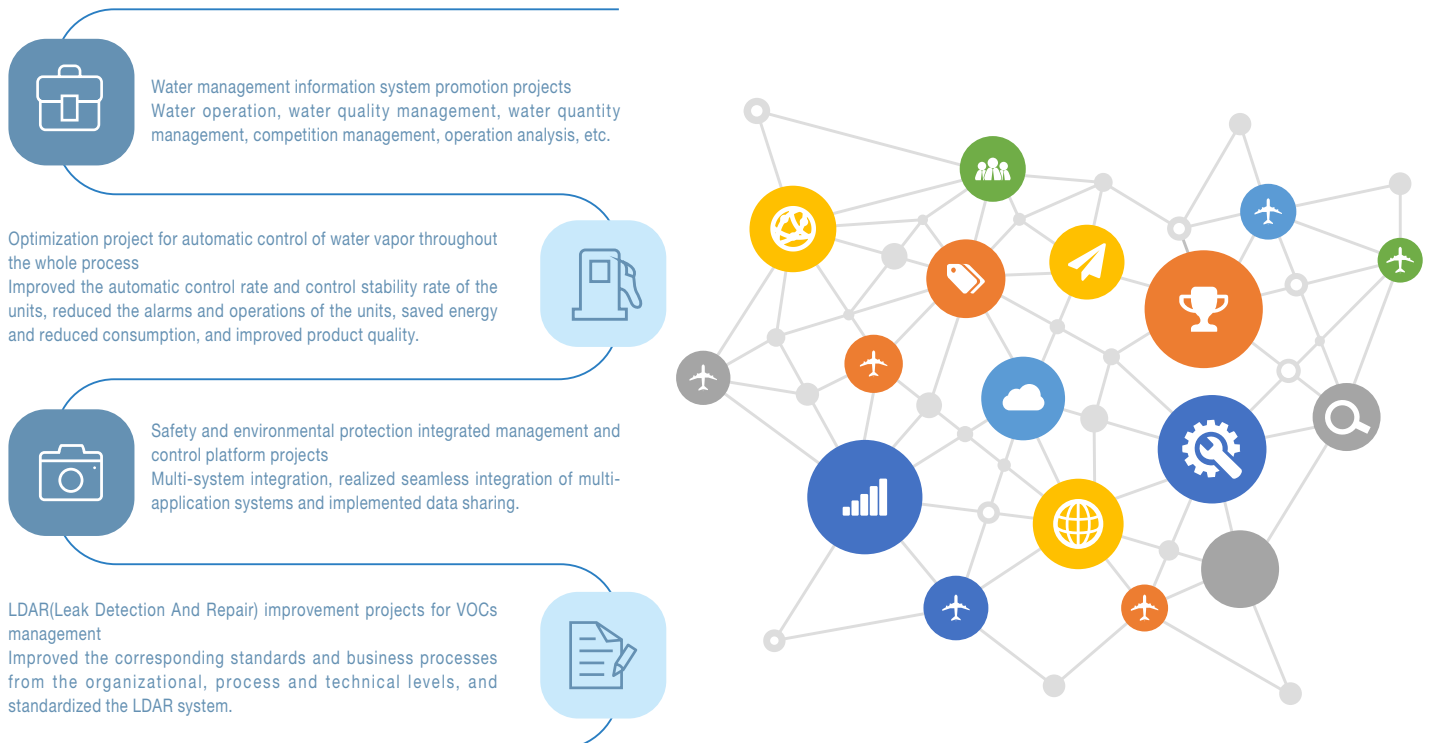 Water management information system promotion projects
Water operation, water quality management, water quantity
management, competition management, operation analysis, etc.
Optimization project for automatic control of water vapor throughout
the whole process
Improved the automatic control rate and control stability rate of the
units, reduced the alarms and operations of the units, saved energy
and reduced consumption, and improved product quality.
Safety and environmental protection integrated management and
control platform projects
Multi-system integration, realized seamless integration of multi-
application systems and implemented data sharing.
LDAR(Leak Detection And Repair) improvement projects for VOCs
management
Improved the corresponding standards and business processes
from the organizational, process and technical levels, and
standardized the LDAR system.